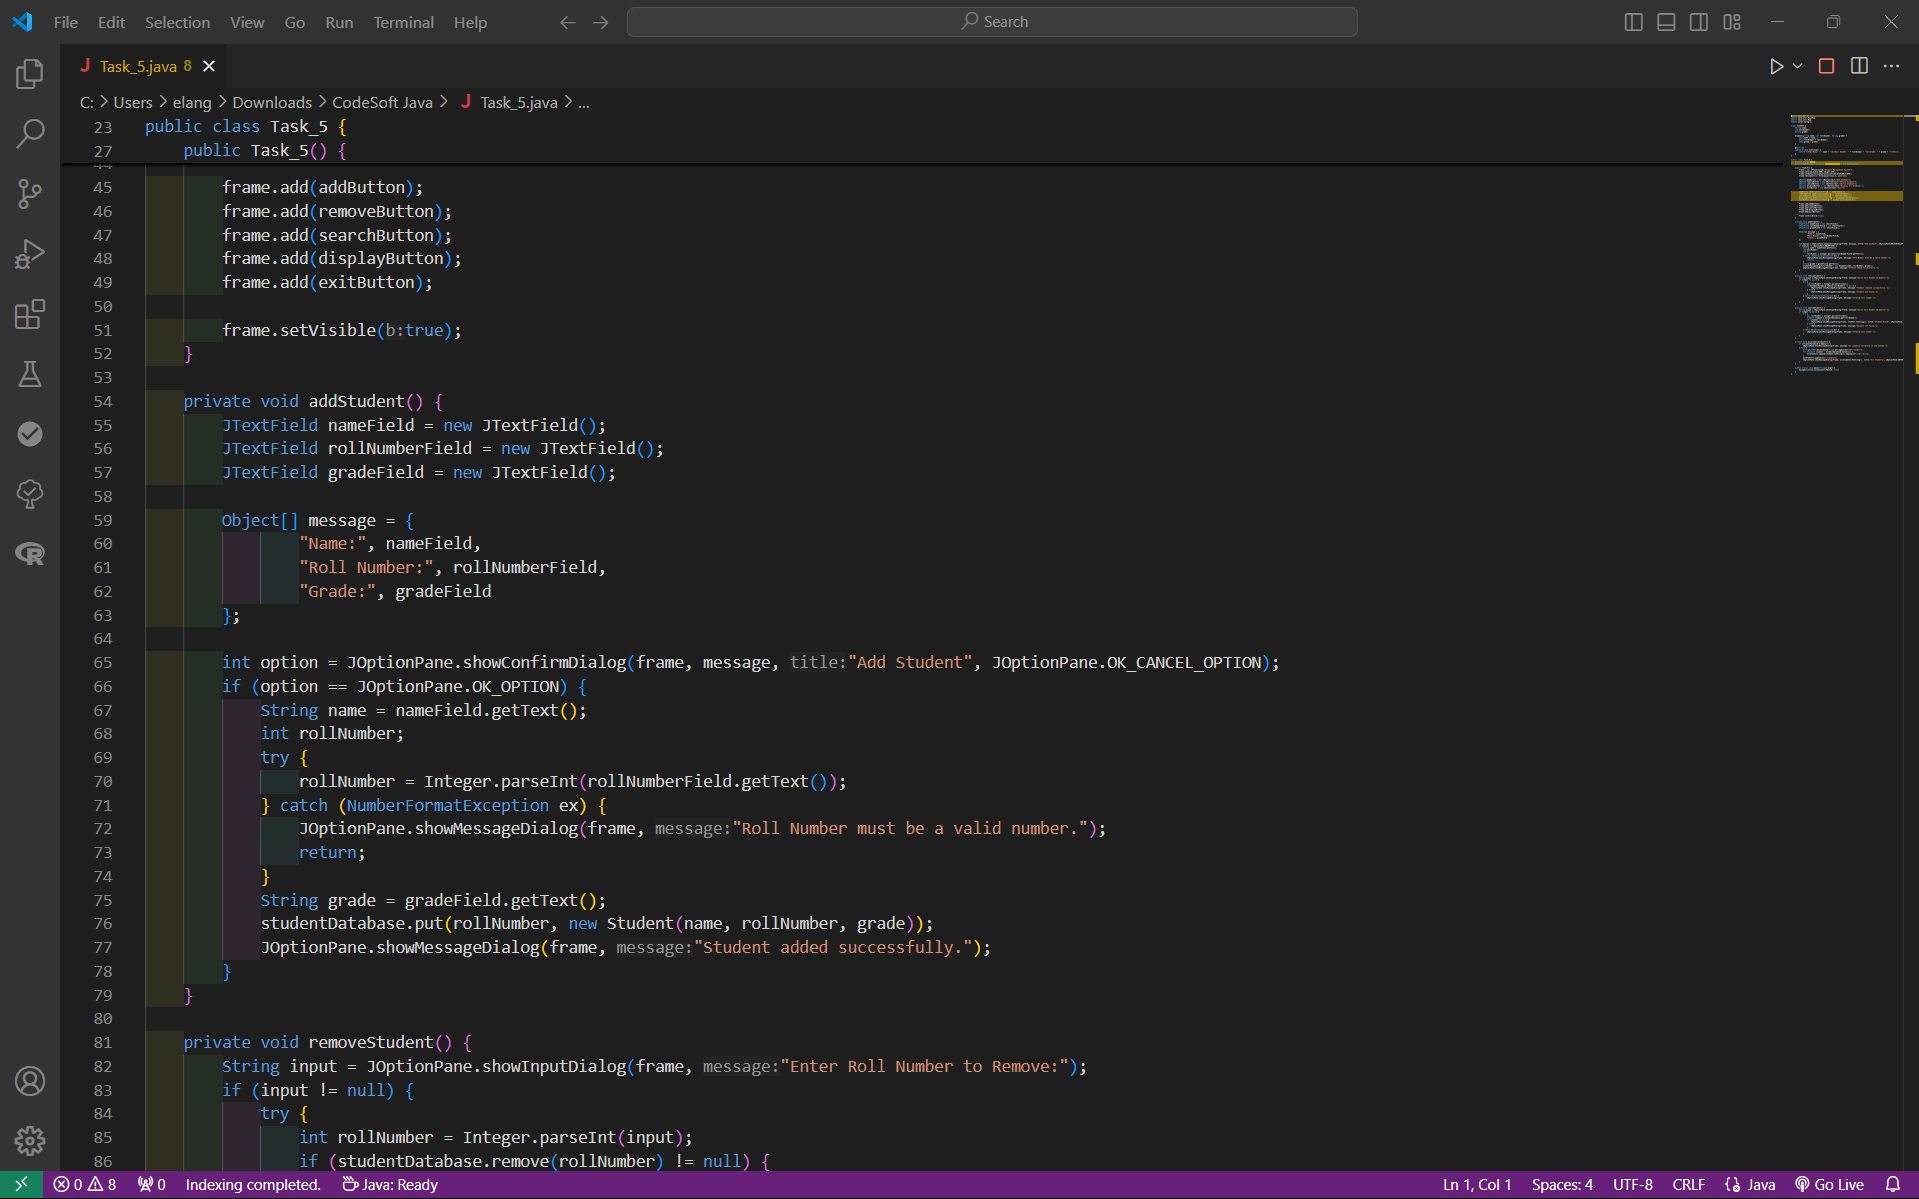 File Edit Selection View Go Run Terminal Help Search
J Task_5.java 8
C: > Users > elang > Downloads > CodeSoft Java > J Task_5.java > ...
23 public class Task_5 {
27 public Task_5() {
45 frame.add(addButton);
46 frame.add(removeButton);
47 frame.add(searchButton);
48 frame.add(displayButton);
49 frame.add(exitButton);
50
51 frame.setVisible(b:true);
52 }
53
54 private void addStudent() {
55 JTextField nameField = new JTextField();
56 JTextField rollNumberField = new JTextField();
57 JTextField gradeField = new JTextField();
58
59 Object[] message = {
60 "Name:", nameField,
61 "Roll Number:", rollNumberField,
62 "Grade:", gradeField
63 };
64
65 int option = JOptionPane.showConfirmDialog(frame, message, title:"Add Student", JOptionPane.OK_CANCEL_OPTION);
66 if (option == JOptionPane.OK_OPTION) {
67 String name = nameField.getText();
68 int rollNumber;
69 try {
70 rollNumber = Integer.parseInt(rollNumberField.getText());
71 } catch (NumberFormatException ex) {
72 JOptionPane.showMessageDialog(frame, message:"Roll Number must be a valid number.");
73 return;
74 }
75 String grade = gradeField.getText();
76 studentDatabase.put(rollNumber, new Student(name, rollNumber, grade));
77 JOptionPane.showMessageDialog(frame, message:"Student added successfully.");
78 }
79 }
80
81 private void removeStudent() {
82 String input = JOptionPane.showInputDialog(frame, message:"Enter Roll Number to Remove:");
83 if (input != null) {
84 try {
85 int rollNumber = Integer.parseInt(input);
86 if (studentDatabase.remove(rollNumber) != null) {
0 8 0 Indexing completed. Java: Ready Ln 1, Col 1 Spaces: 4 UTF-8 CRLF {} Java Go Live